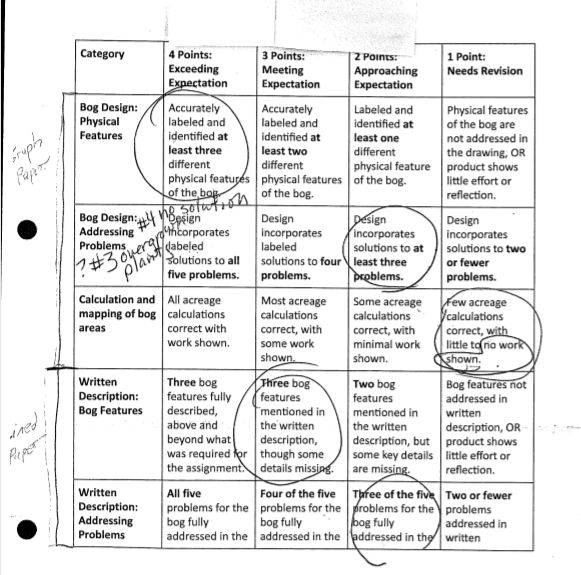 Category
4 Points:
Exceeding
Expectation
3 Points:
Meeting
Expectation
2 Points:
Approaching
Expectation
1 Point:
Needs Revision
Graph
Paper
Bog Design:
Physical
Features
Accurately
labeled and
identified at
least three
different
physical features
of the bog.
Accurately
labeled and
identified at
least two
different
physical features
of the bog.
Labeled and
identified at
least one
different
physical feature
of the bog.
Physical features
of the bog are
not addressed in
the drawing, OR
product shows
little effort or
reflection.
Bog Design:
Addressing
Problems
#4 no solution
? #3 overgrown
plants
Design
incorporates
labeled
solutions to all
five problems.
Design
incorporates
labeled
solutions to four
problems.
Design
incorporates
solutions to at
least three
problems.
Design
incorporates
solutions to two
or fewer
problems.
Calculation and
mapping of bog
areas
All acreage
calculations
correct with
work shown.
Most acreage
calculations
correct, with
some work
shown.
Some acreage
calculations
correct, with
minimal work
shown.
Few acreage
calculations
correct, with
little to no work
shown.
ined
Paper
Written
Description:
Bog Features
Three bog
features fully
described,
above and
beyond what
was required for
the assignment.
Three bog
features
mentioned in
the written
description,
though some
details missing.
Two bog
features
mentioned in
the written
description, but
some key details
are missing.
Bog features not
addressed in
written
description, OR
product shows
little effort or
reflection.
Written
Description:
Addressing
Problems
All five
problems for the
bog fully
addressed in the
Four of the five
problems for the
bog fully
addressed in the
Three of the five
problems for the
bog fully
addressed in the
Two or fewer
problems
addressed in
written